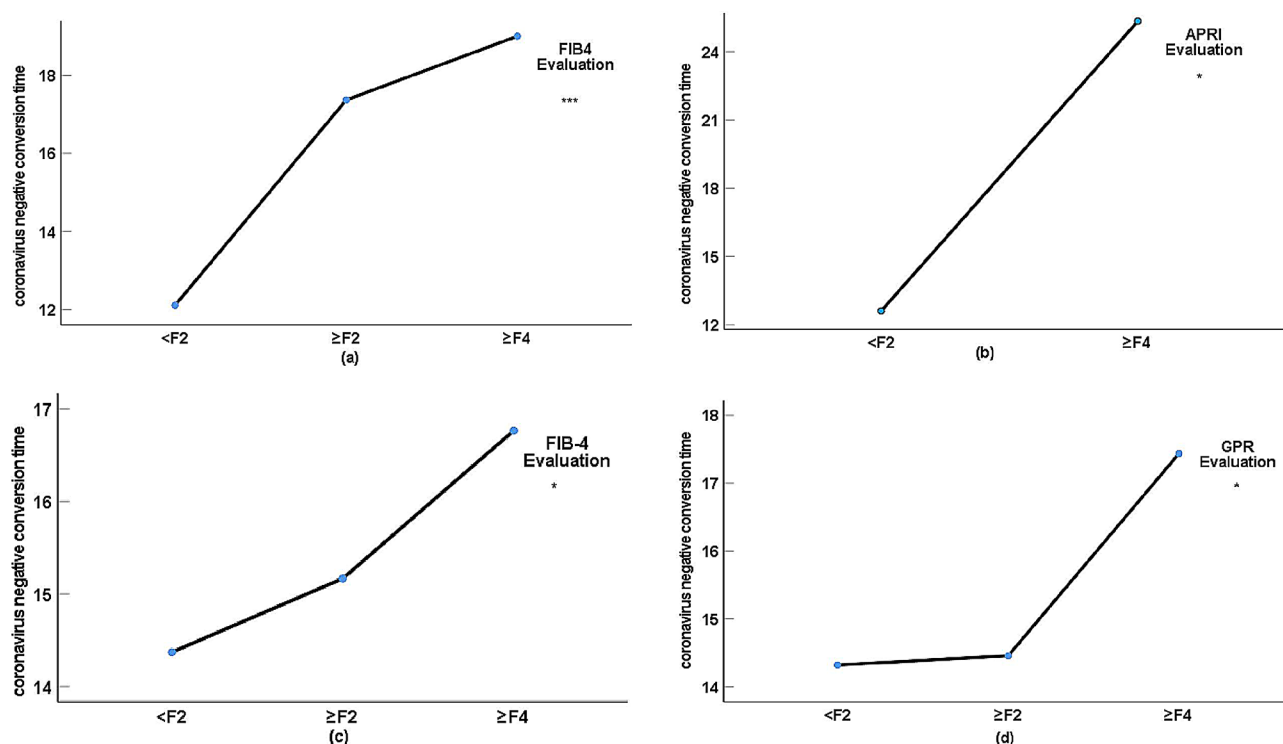 coronavirus negative conversion time
18
16
14
12
<F2
≥F2
≥F4
FIB4
Evaluation
***
(a)
coronavirus negative conversion time
24
21
18
15
12
<F2
≥F4
APRI
Evaluation
*
(b)
coronavirus negative conversion time
17
16
15
14
<F2
≥F2
≥F4
FIB-4
Evaluation
*
(c)
coronavirus negative conversion time
18
17
16
15
14
<F2
≥F2
≥F4
GPR
Evaluation
*
(d)